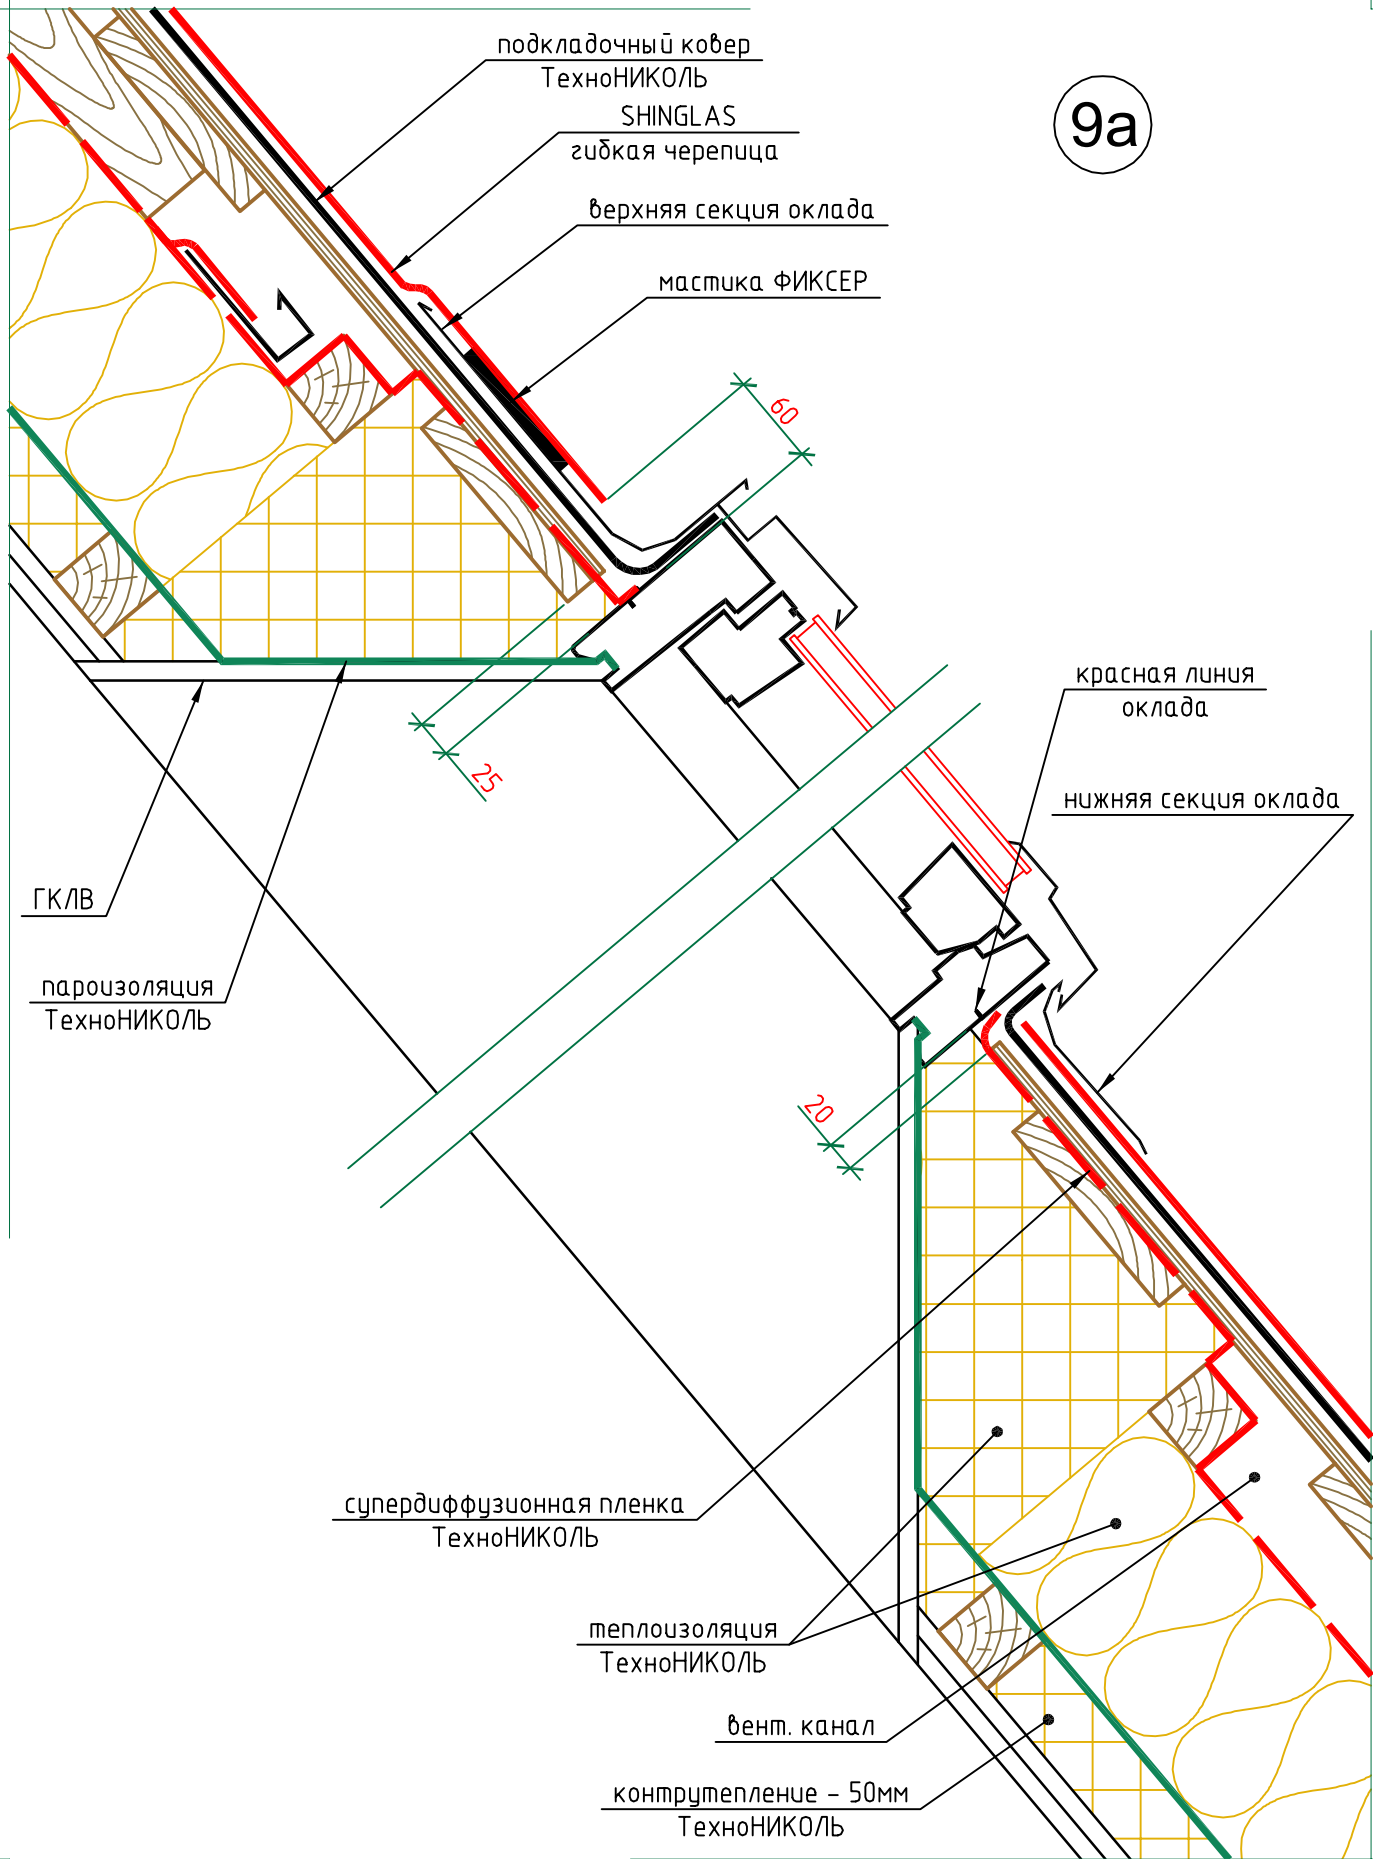 подкладочный ковер
ТехноНИКОЛЬ
SHINGLAS
гибкая черепица
9а
верхняя секция оклада
мастика ФИКСЕР
60
красная линия
оклада
25
нижняя секция оклада
ГКЛВ
пароизоляция
ТехноНИКОЛЬ
20
супердиффузионная пленка
ТехноНИКОЛЬ
теплоизоляция
ТехноНИКОЛЬ
вент. канал
контрутепление - 50мм
ТехноНИКОЛЬ